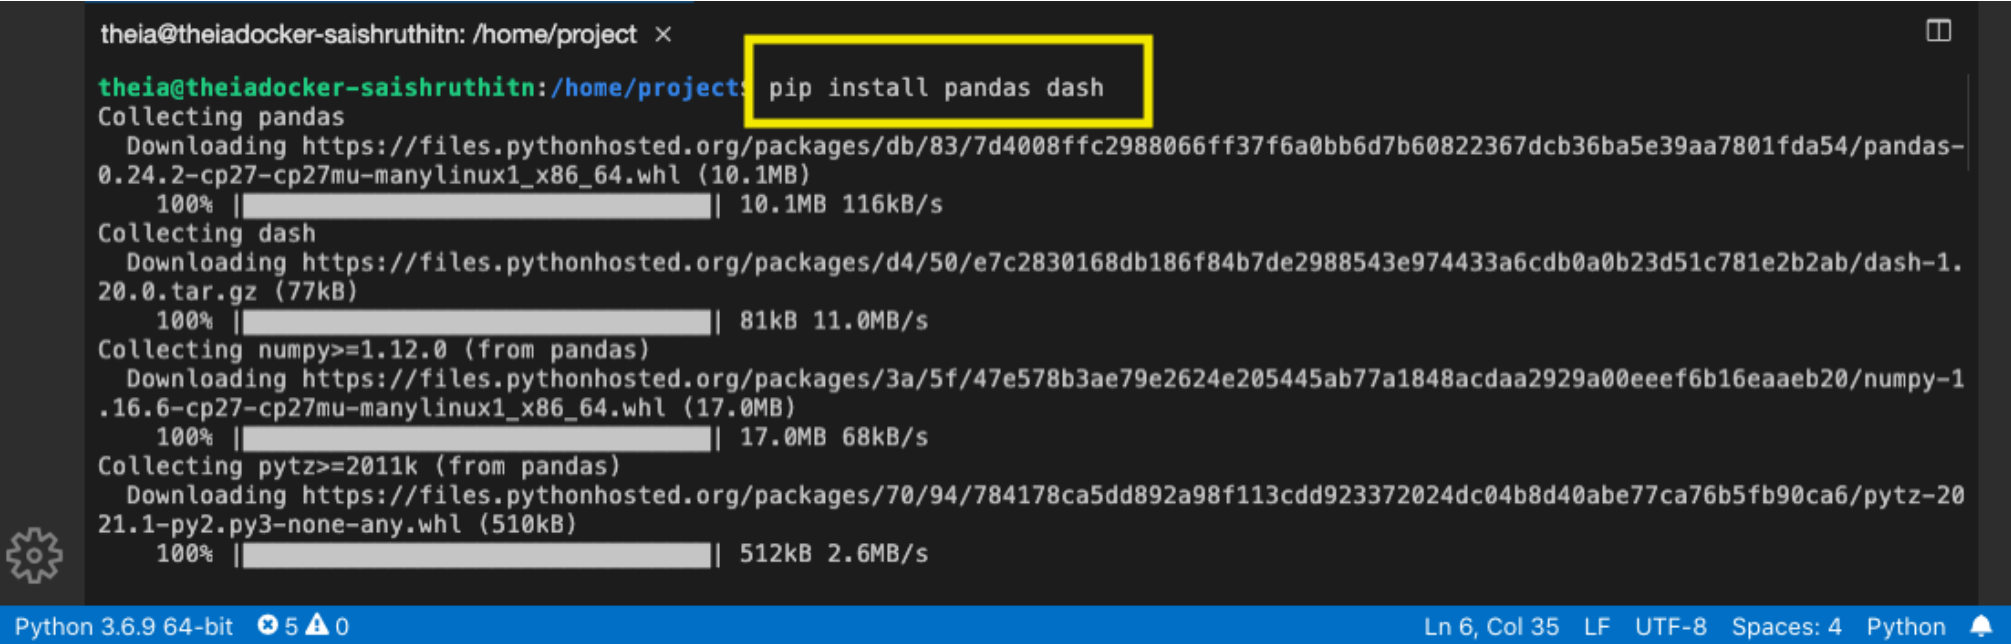 theia@theiadocker-saishruthitn: /home/project ×
theia@theiadocker-saishruthitn:/home/project$ pip install pandas dash
Collecting pandas
Downloading https://files.pythonhosted.org/packages/db/83/7d4008ffc2988066ff37f6a0bb6d7b60822367dcb36ba5e39aa7801fda54/pandas-
0.24.2-cp27-cp27mu-manylinux1_x86_64.whl (10.1MB)
100% || 10.1MB 116kB/s
Collecting dash
Downloading https://files.pythonhosted.org/packages/d4/50/e7c2830168db186f84b7de2988543e974433a6cdb0a0b23d51c781e2b2ab/dash-1.
20.0.tar.gz (77kB)
100% || 81kB 11.0MB/s
Collecting numpy>=1.12.0 (from pandas)
Downloading https://files.pythonhosted.org/packages/3a/5f/47e578b3ae79e2624e205445ab77a1848acdaa2929a00eeef6b16eaaeb20/numpy-1
.16.6-cp27-cp27mu-manylinux1_x86_64.whl (17.0MB)
100% || 17.0MB 68kB/s
Collecting pytz>=2011k (from pandas)
Downloading https://files.pythonhosted.org/packages/70/94/784178ca5dd892a98f113cdd923372024dc04b8d40abe77ca76b5fb90ca6/pytz-20
21.1-py2.py3-none-any.whl (510kB)
100% || 512kB 2.6MB/s
Python 3.6.9 64-bit 5 0 Ln 6, Col 35 LF UTF-8 Spaces: 4 Python